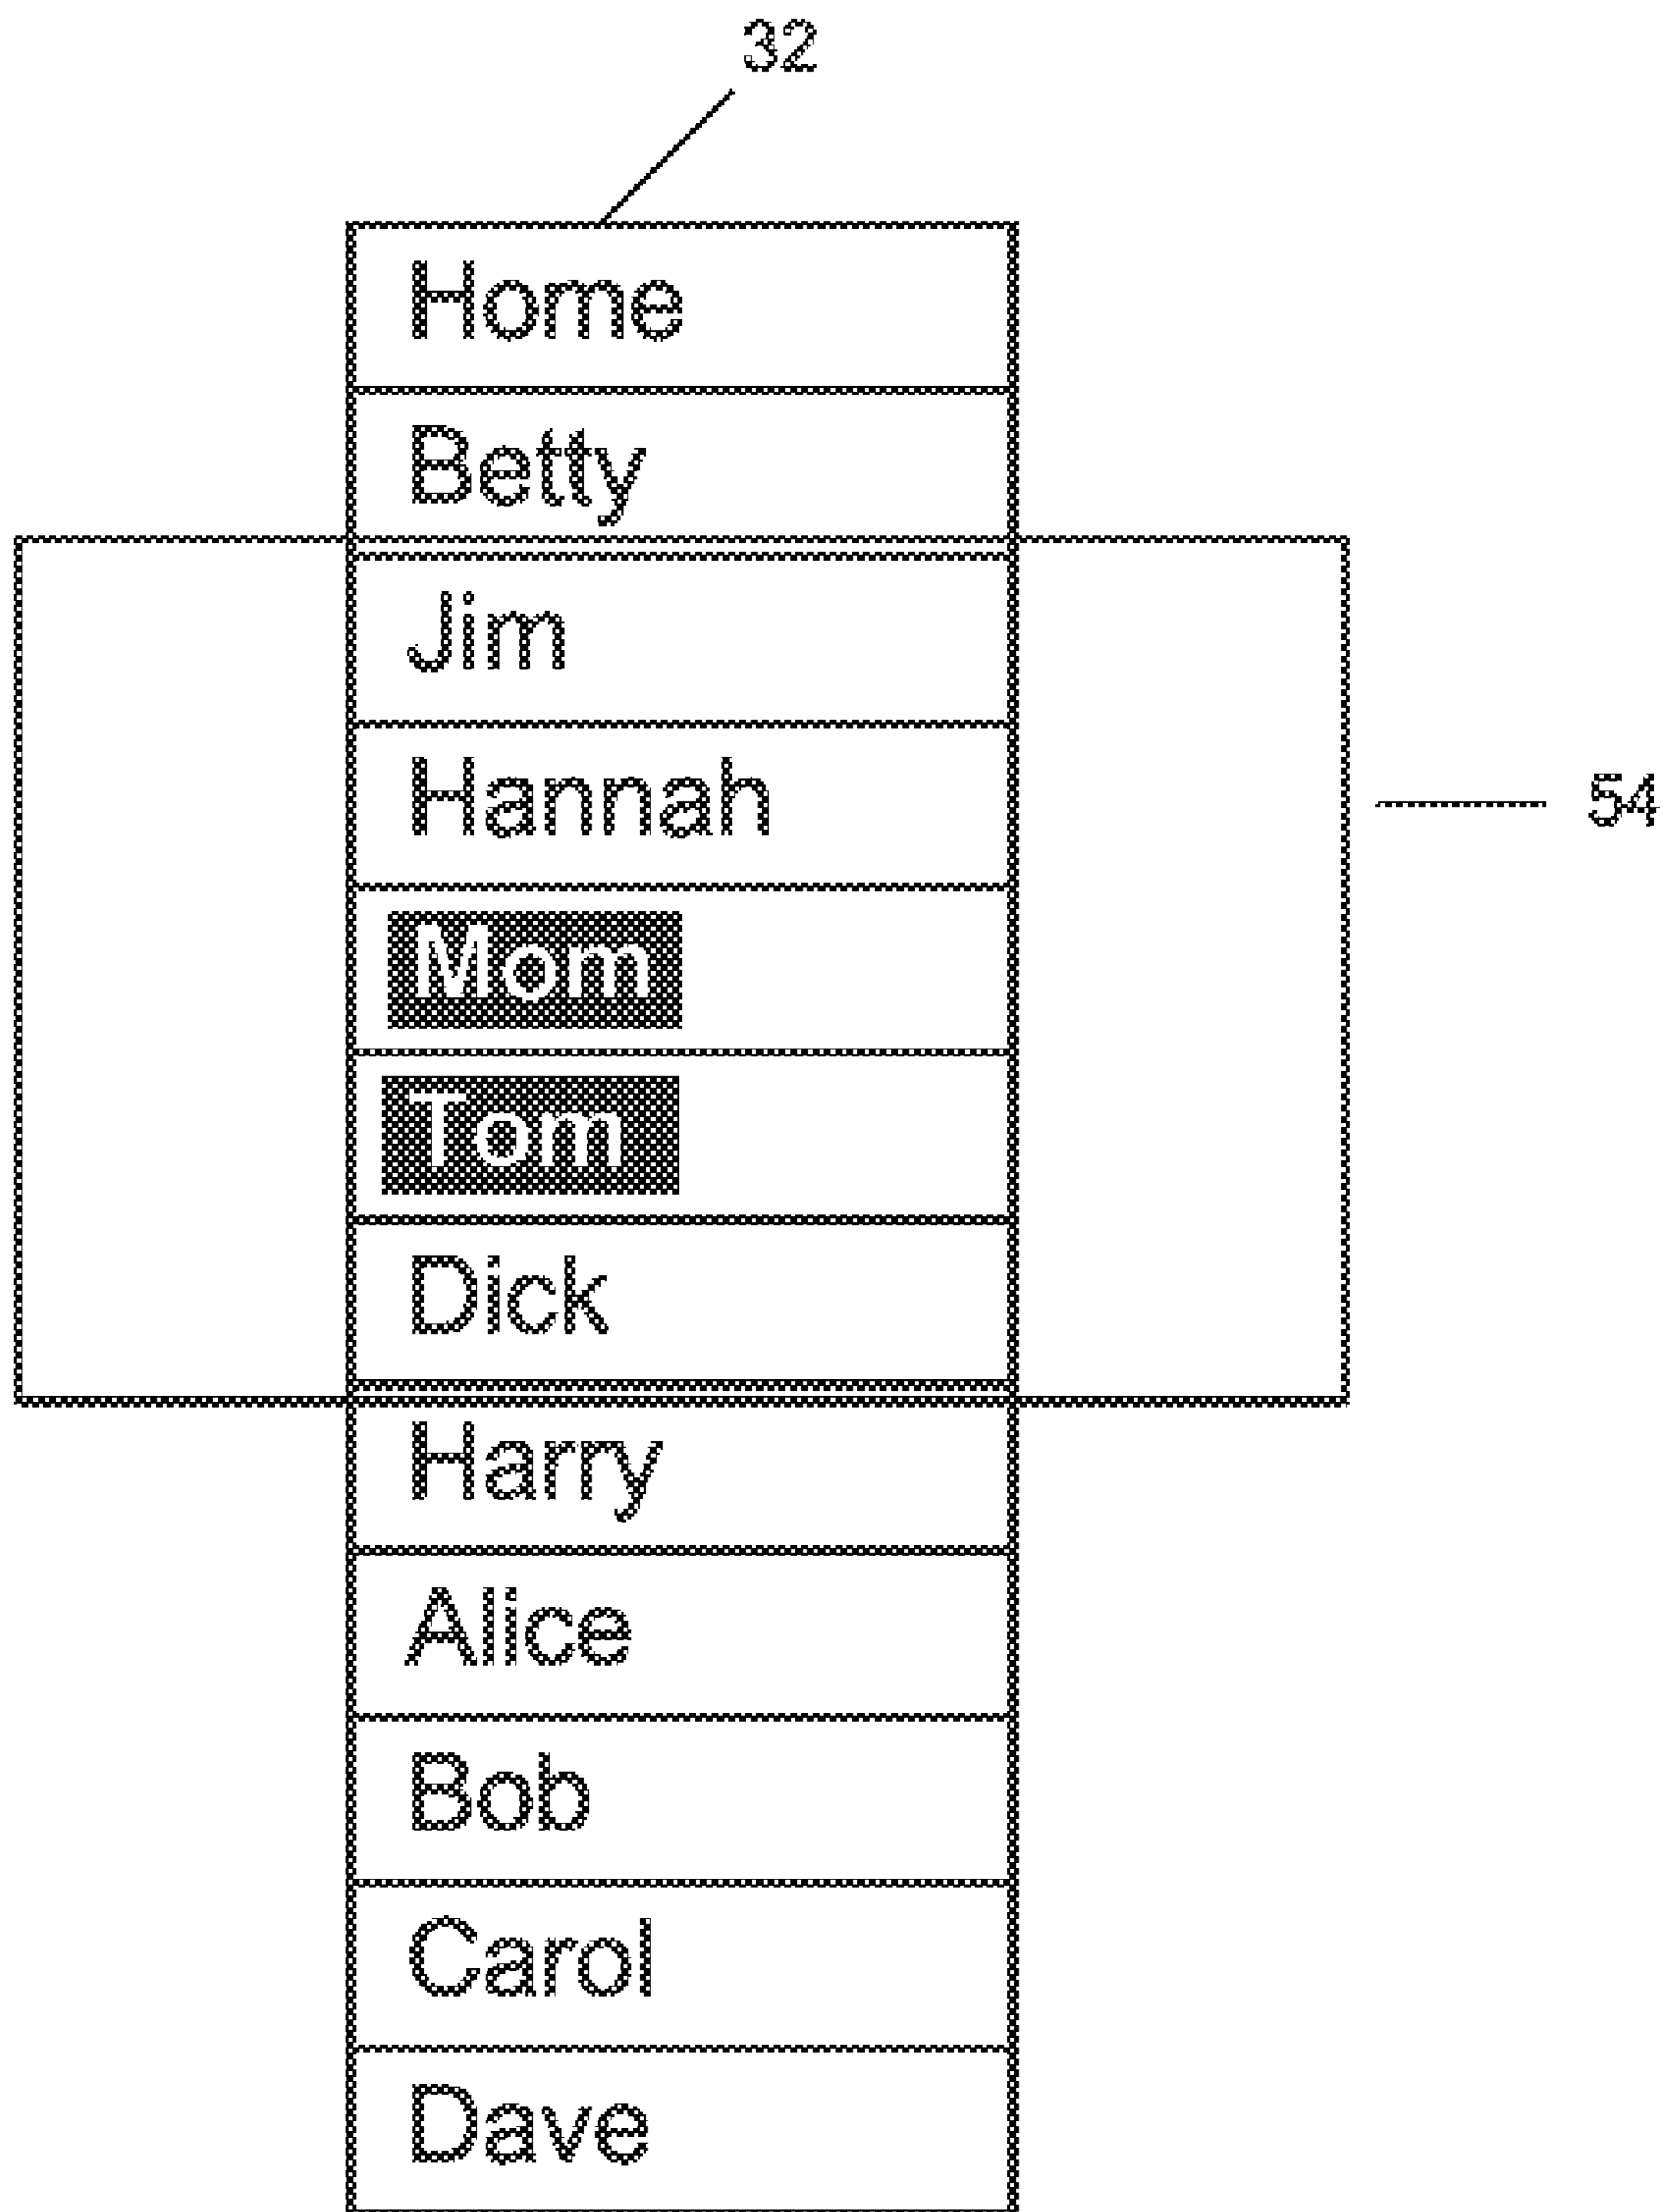 32
Home
Betty
Jim
Hannah
54
Mom
Tom
Dick
Harry
Alice
Bob
Carol
Dave